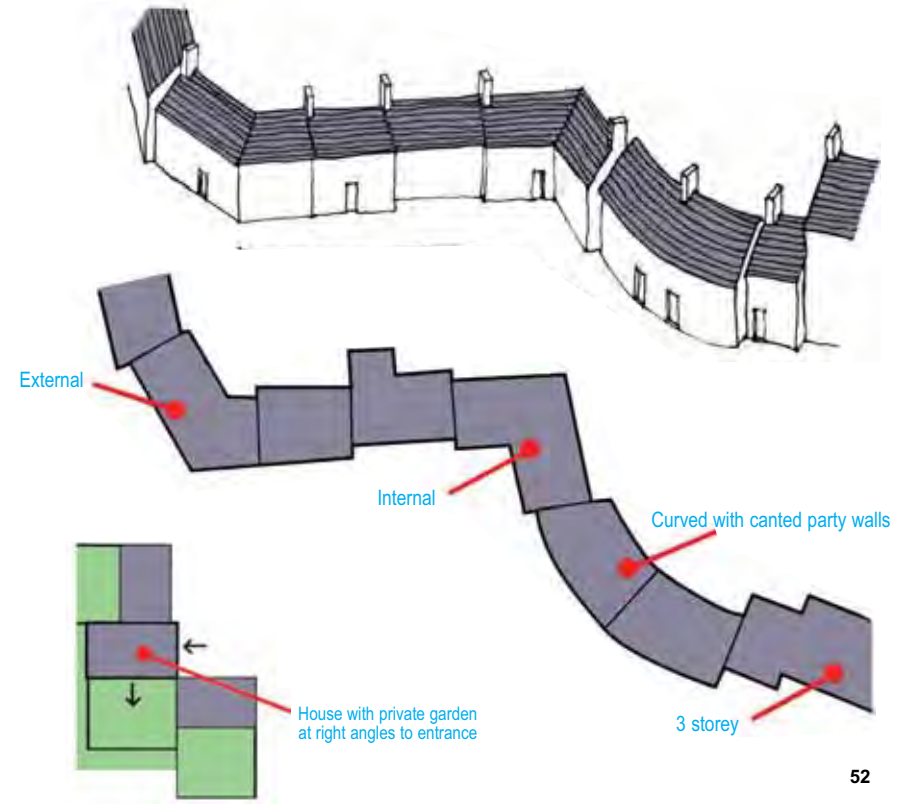 External
Internal
Curved with canted party walls
House with private garden
at right angles to entrance
3 storey
52